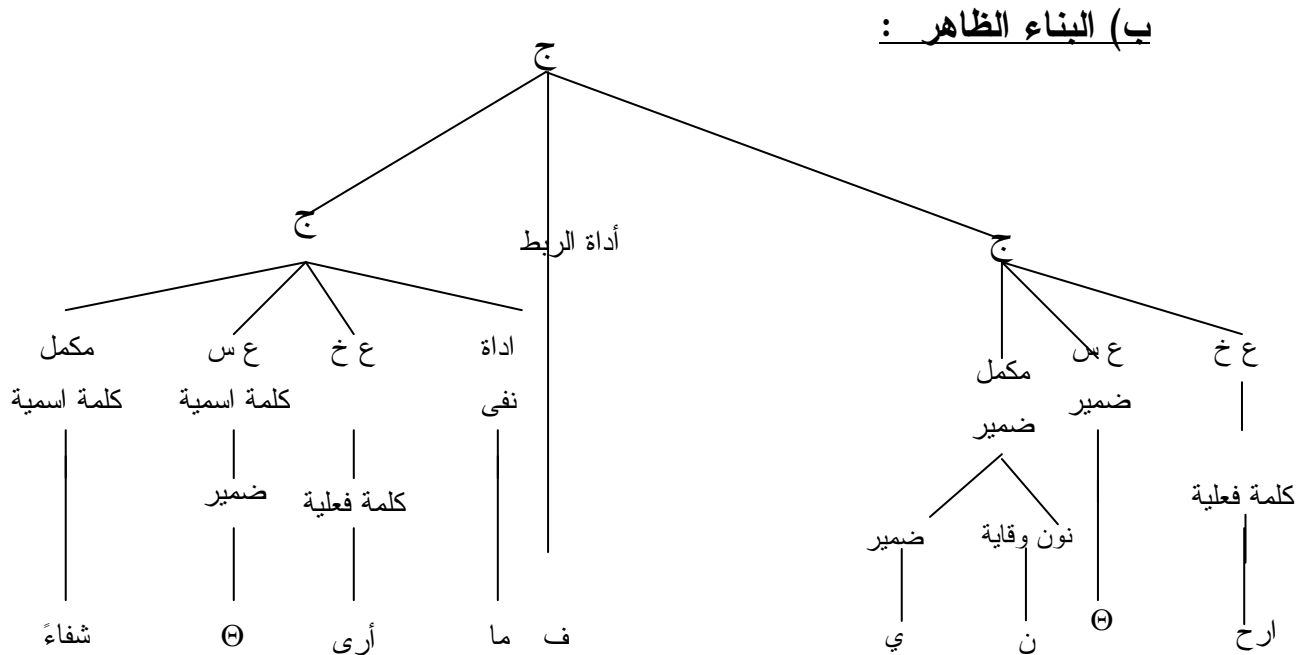 ب) البناء الظاهر :
ج
ج
أداة الربط
ج
ع خ
ع س
مكمل
اداة
ع خ
ع س
مكمل
ضمير
ضمير
نفى
كلمة اسمية
كلمة اسمية
كلمة فعلية
كلمة فعلية
ضمير
نون وقاية
ضمير
ارح
Θ
ن
ي
ف
ما
أرى
Θ
شفاءً